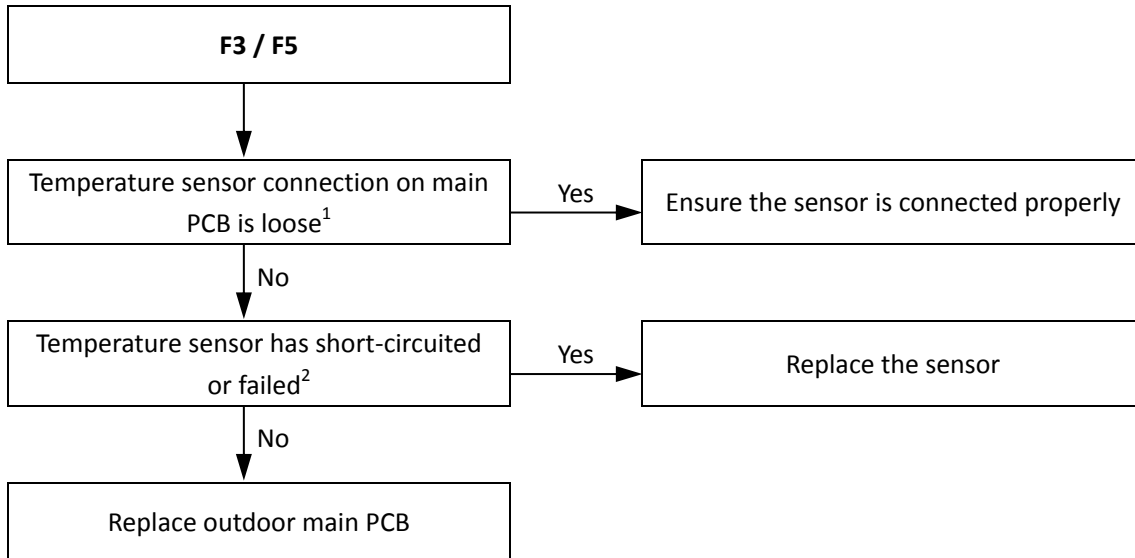 F3 / F5
Temperature sensor connection on main
PCB is loose¹
Yes
Ensure the sensor is connected properly
No
Temperature sensor has short-circuited
or failed²
Yes
Replace the sensor
No
Replace outdoor main PCB